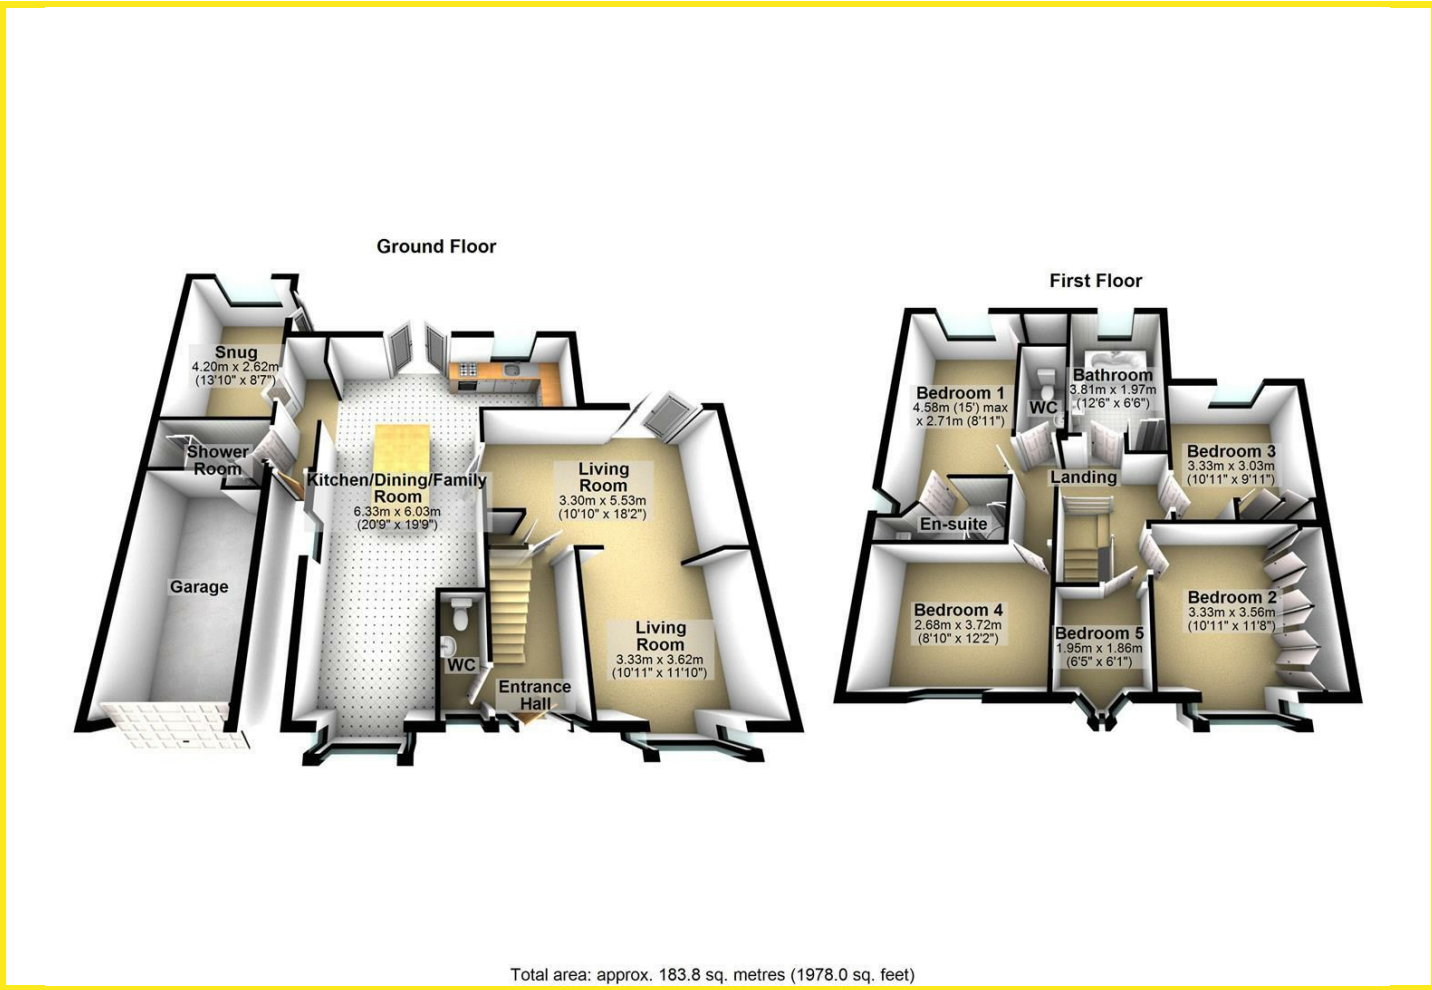 Ground Floor
Snug
4.20m x 2.62m
(13'10" x 8'7")
Shower
Room
Kitchen/Dining/Family
Room
6.33m x 6.03m
(20'9" x 19'9")
Living
Room
3.30m x 5.53m
(10'10" x 18'2")
Garage
Living
Room
3.33m x 3.62m
(10'11" x 11'10")
WC
Entrance
Hall
First Floor
Bedroom 1
4.58m (15') max
x 2.71m (8'11")
WC
Bathroom
3.81m x 1.97m
(12'6" x 6'6")
Bedroom 3
3.33m x 3.03m
(10'11" x 9'11")
Landing
En-suite
Bedroom 4
2.68m x 3.72m
(8'10" x 12'2")
Bedroom 5
1.95m x 1.86m
(6'5" x 6'1")
Bedroom 2
3.33m x 3.56m
(10'11" x 11'8")
Total area: approx. 183.8 sq. metres (1978.0 sq. feet)